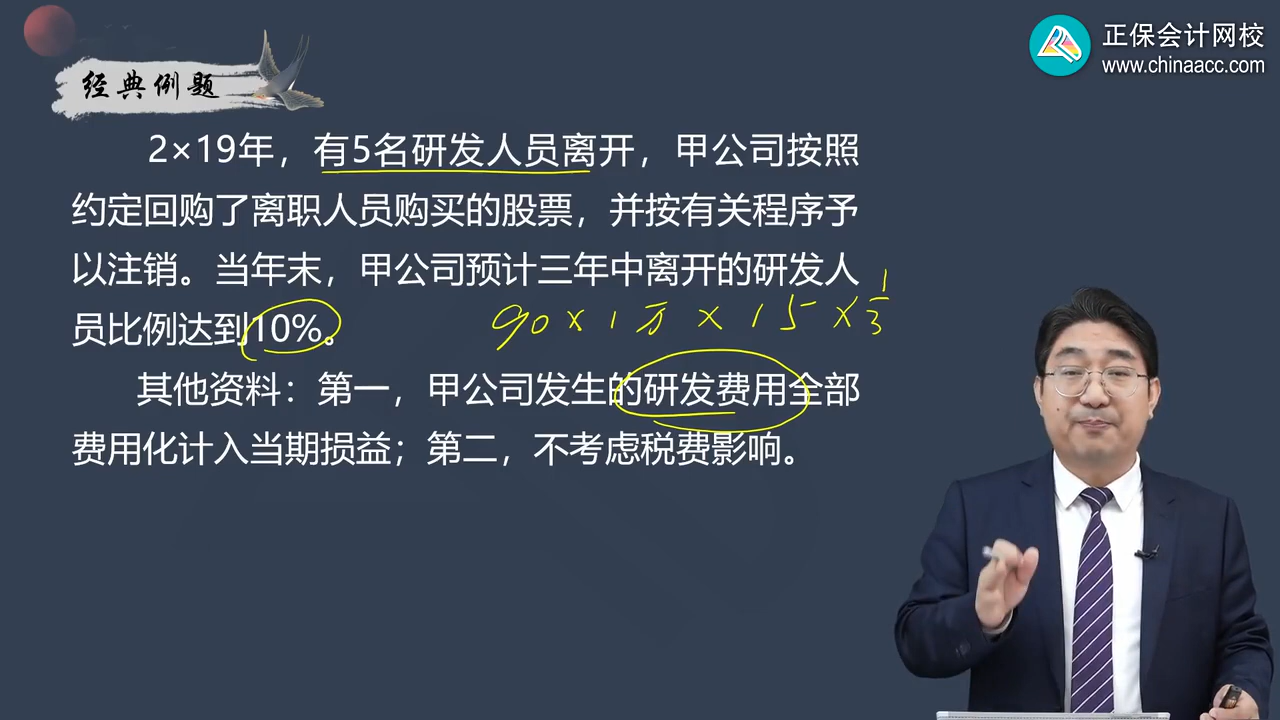 正保会计网校
www.chinaacc.com
经典例题
2×19年，有5名研发人员离开，甲公司按照
约定回购了离职人员购买的股票，并按有关程序予
以注销。当年末，甲公司预计三年中离开的研发人
员比例达到10%。
90×1万×15×1/3
其他资料：第一，甲公司发生的研发费用全部
费用化计入当期损益；第二，不考虑税费影响。